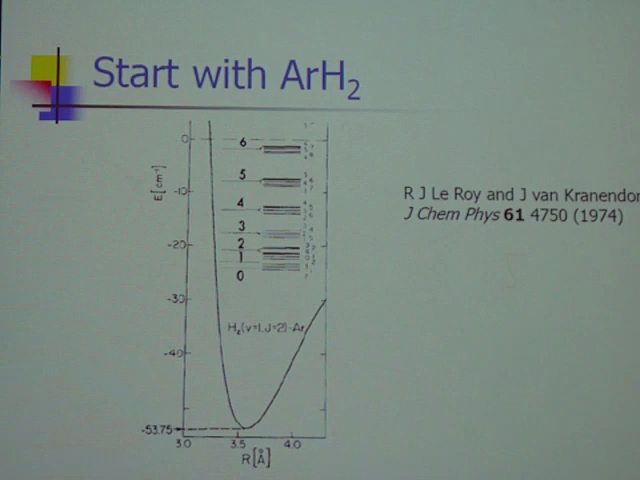 Start with ArH2
0
6
E[cm-1]
5
-10
4
3
-20
2
1
0
-30
H2(v=1,J=2)-Ar
-40
-53.75
3.0 3.5 4.0
R[Å]
R J Le Roy and J van Kranendon
J Chem Phys 61 4750 (1974)